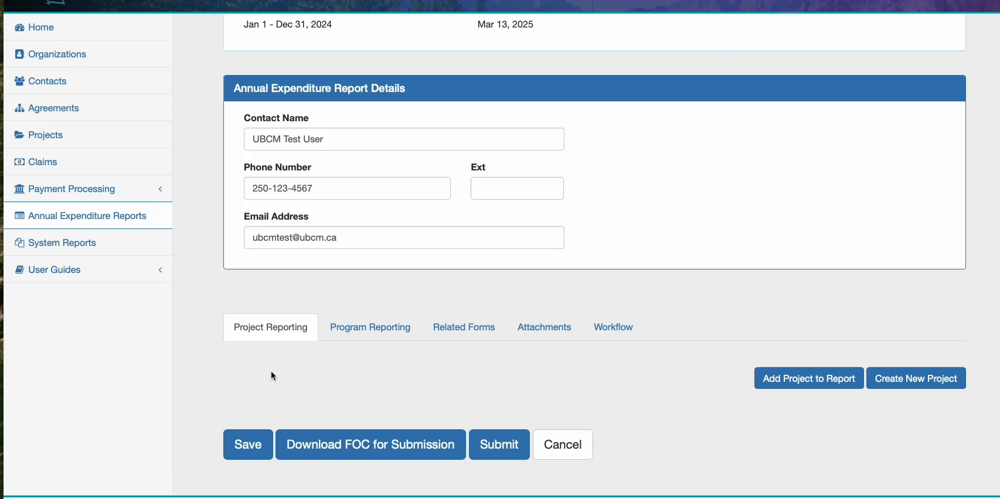 Home
Organizations
Contacts
Agreements
Projects
Claims
Payment Processing
Annual Expenditure Reports
System Reports
User Guides
Jan 1 - Dec 31, 2024
Mar 13, 2025
Annual Expenditure Report Details
Contact Name
UBCM Test User
Phone Number
Ext
250-123-4567
Email Address
ubcmtest@ubcm.ca
Project Reporting
Program Reporting
Related Forms
Attachments
Workflow
Add Project to Report
Create New Project
Save
Download FOC for Submission
Submit
Cancel